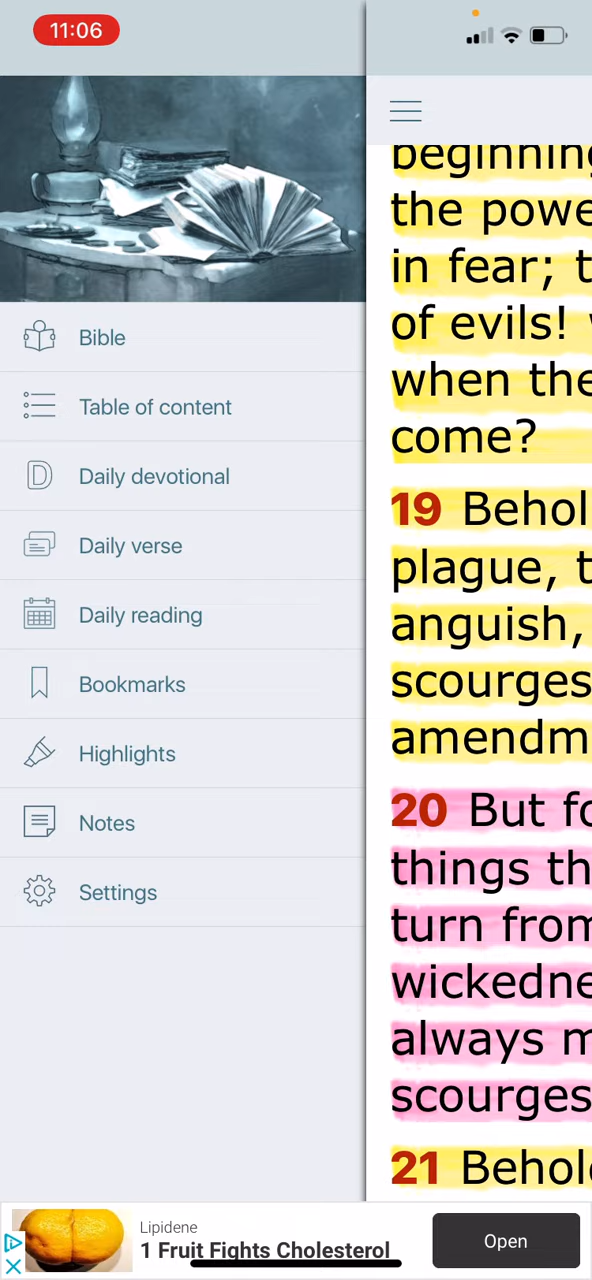 11:06
Bible
Table of content
Daily devotional
Daily verse
Daily reading
Bookmarks
Highlights
Notes
Settings
beginning
the powe
in fear; t
of evils! w
when the
come?
19 Behol
plague, t
anguish,
scourges
amendm
20 But fo
things th
turn from
wickedne
always m
scourges
21 Behold
Lipidene
1 Fruit Fights Cholesterol
Open